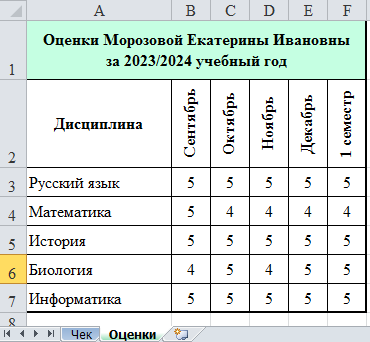 A B C D E F
1 Оценки Морозовой Екатерины Ивановны
за 2023/2024 учебный год
2 Дисциплина Сентябрь Октябрь Ноябрь Декабрь 1 семестр
3 Русский язык 5 5 5 5 5
4 Математика 5 4 4 4 4
5 История 5 5 5 5 5
6 Биология 4 5 4 5 5
7 Информатика 5 5 5 5 5
8
Чек Оценки